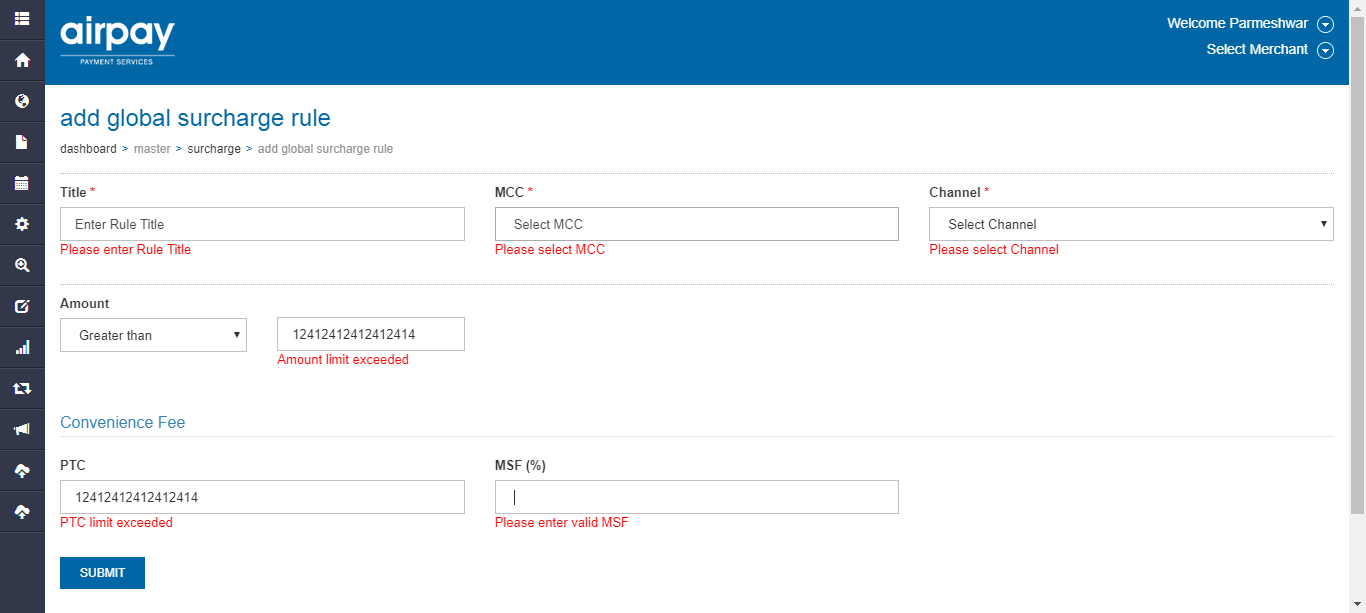 airpay
PAYMENT SERVICES
Welcome Parmeshwar
Select Merchant
add global surcharge rule
dashboard > master > surcharge > add global surcharge rule
Title * MCC * Channel *
Enter Rule Title Select MCC Select Channel
Please enter Rule Title Please select MCC Please select Channel
Amount
Greater than 12412412412412414
Amount limit exceeded
Convenience Fee
PTC MSF (%)
12412412412412414
PTC limit exceeded Please enter valid MSF
SUBMIT